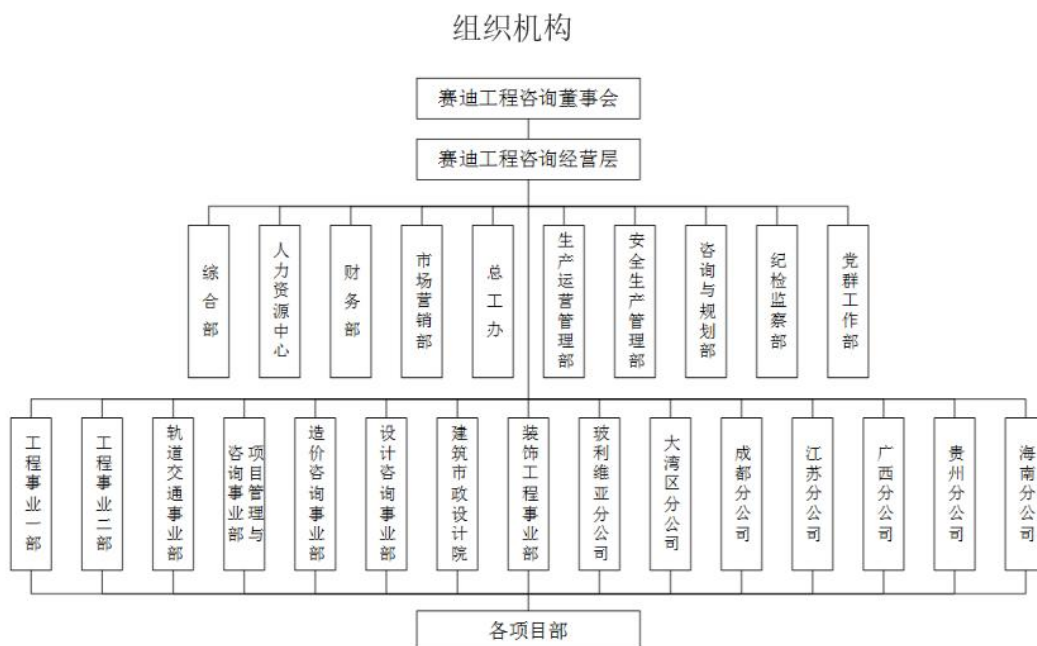 组织机构
赛迪工程咨询董事会
赛迪工程咨询经营层
综合部
人力资源中心
财务部
市场营销部
总工办
生产运营管理部
安全生产管理部
咨询与规划部
纪检监察部
党群工作部
工程事业一部
工程事业二部
轨道交通事业部
项目管理与
咨询事业部
造价咨询事业部
设计咨询事业部
建筑市政设计院
装饰工程事业部
玻利维亚分公司
大湾区分公司
成都分公司
江苏分公司
广西分公司
贵州分公司
海南分公司
各项目部